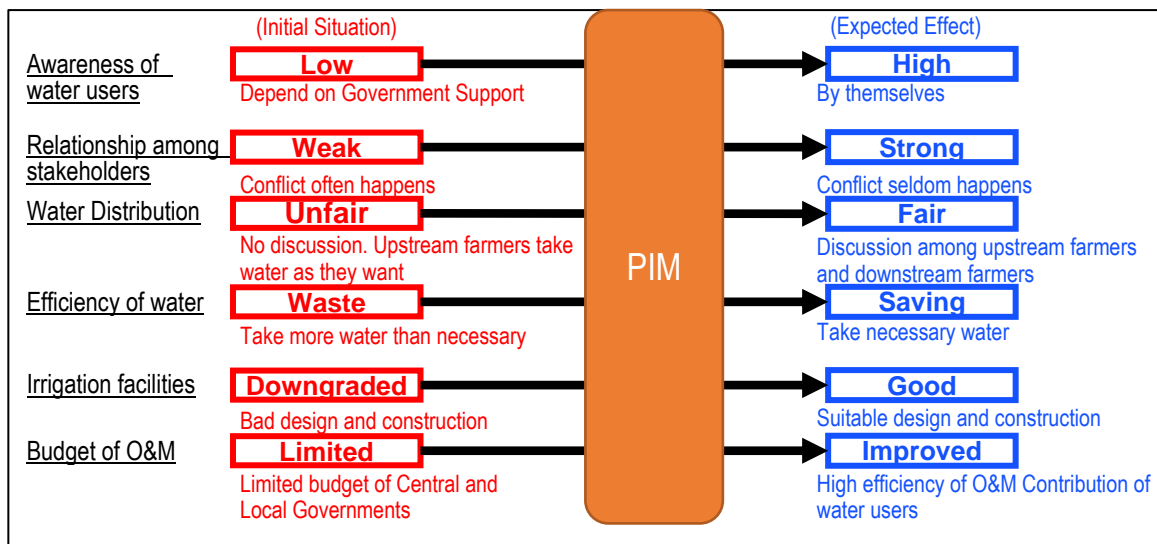 (Initial Situation)
(Expected Effect)
Awareness of
water users
Low
High
Depend on Government Support
By themselves
Relationship among
stakeholders
Weak
Strong
Conflict often happens
Conflict seldom happens
Water Distribution
Unfair
Fair
No discussion. Upstream farmers take
water as they want
Discussion among upstream farmers
and downstream farmers
PIM
Efficiency of water
Waste
Saving
Take more water than necessary
Take necessary water
Irrigation facilities
Downgraded
Good
Bad design and construction
Suitable design and construction
Budget of O&M
Limited
Improved
Limited budget of Central and
Local Governments
High efficiency of O&M Contribution of
water users